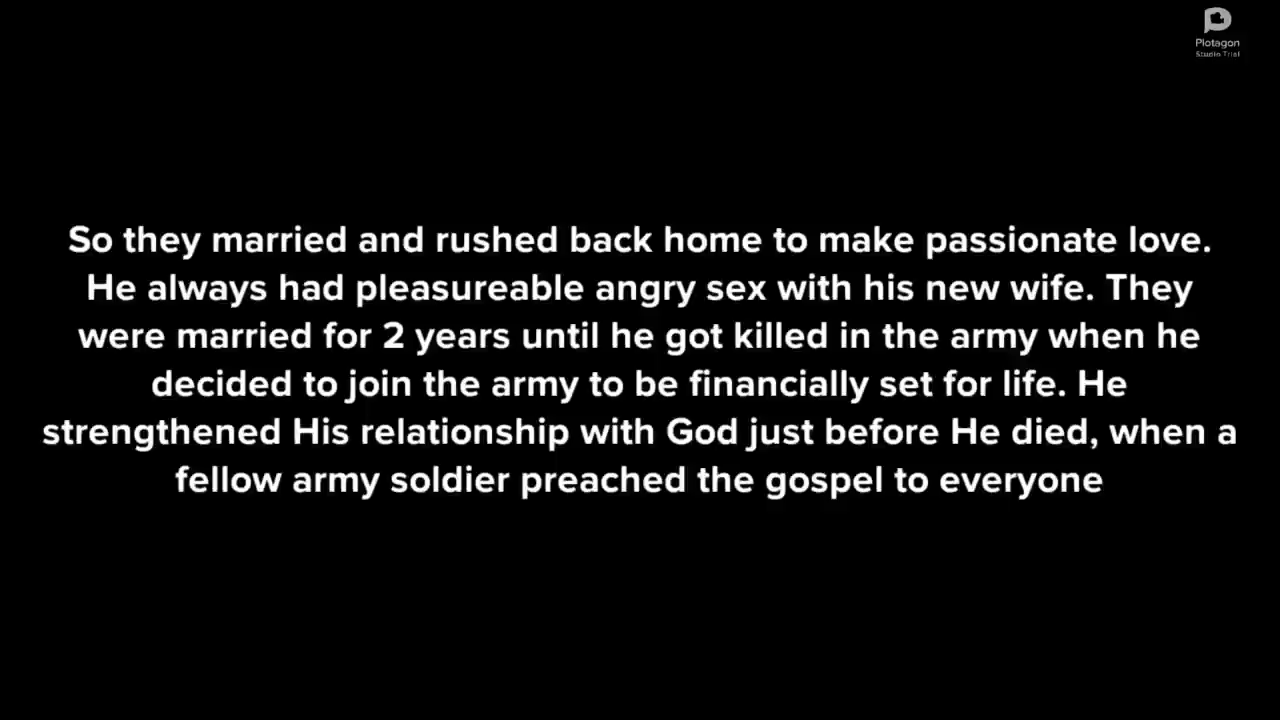 Plotagon
Studio Trial
So they married and rushed back home to make passionate love.
He always had pleasureable angry sex with his new wife. They
were married for 2 years until he got killed in the army when he
decided to join the army to be financially set for life. He
strengthened His relationship with God just before He died, when a
fellow army soldier preached the gospel to everyone